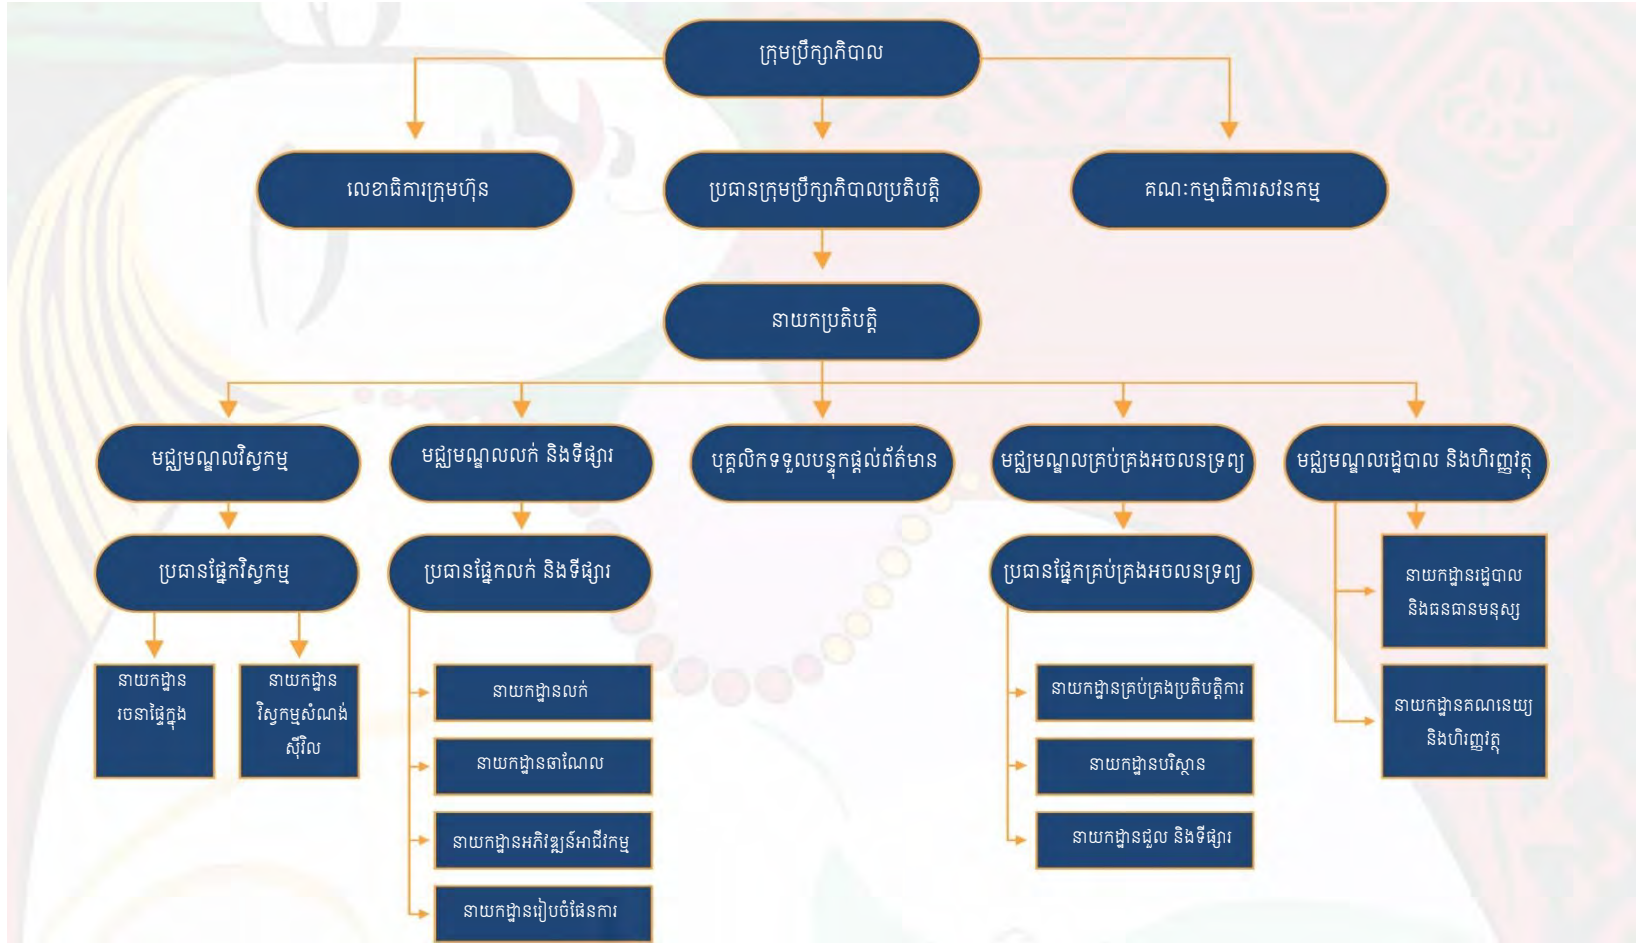 ក្រុមប្រឹក្សាភិបាល
លេខាធិការក្រុមហ៊ុន
ប្រធានក្រុមប្រឹក្សាភិបាលប្រតិបត្តិ
គណៈកម្មាធិការសវនកម្ម
នាយកប្រតិបត្តិ
មជ្ឈមណ្ឌលវិស្វកម្ម
មជ្ឈមណ្ឌលលក់ និងទីផ្សារ
បុគ្គលិកទទួលបន្ទុកផ្តល់ព័ត៌មាន
មជ្ឈមណ្ឌលគ្រប់គ្រងអចលនទ្រព្យ
មជ្ឈមណ្ឌលរដ្ឋបាល និងហិរញ្ញវត្ថុ
ប្រធានផ្នែកវិស្វកម្ម
ប្រធានផ្នែកលក់ និងទីផ្សារ
ប្រធានផ្នែកគ្រប់គ្រងអចលនទ្រព្យ
នាយកដ្ឋានរដ្ឋបាល
និងធនធានមនុស្ស
នាយកដ្ឋាន
រចនាផ្ទៃក្នុង
នាយកដ្ឋាន
វិស្វកម្មសំណង់
ស៊ីវិល
នាយកដ្ឋានលក់
នាយកដ្ឋានឆាណែល
នាយកដ្ឋានអភិវឌ្ឍន៍អាជីវកម្ម
នាយកដ្ឋានរៀបចំផែនការ
នាយកដ្ឋានគ្រប់គ្រងប្រតិបត្តិការ
នាយកដ្ឋានបរិស្ថាន
នាយកដ្ឋានជួល និងទីផ្សារ
នាយកដ្ឋានគណនេយ្យ
និងហិរញ្ញវត្ថុ